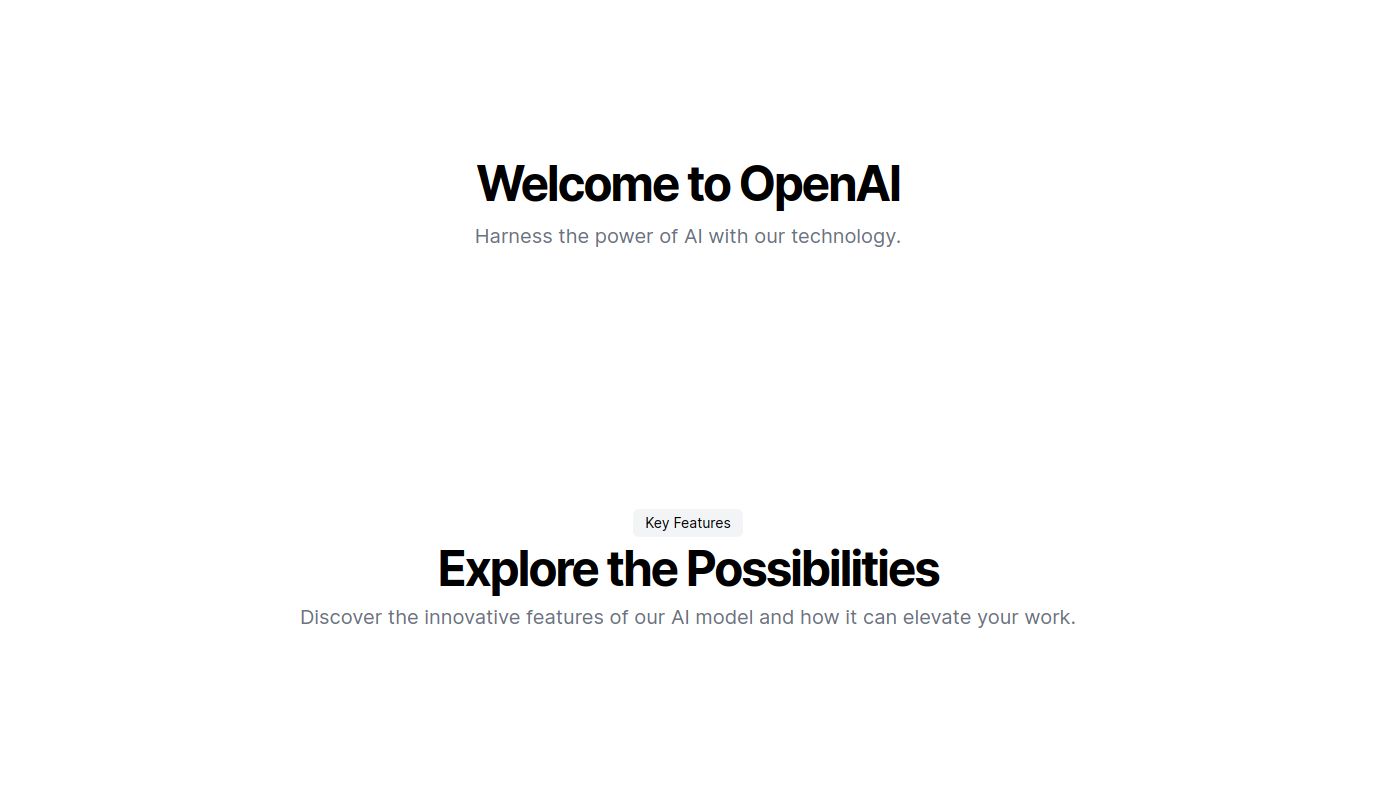 Welcome to OpenAI
Harness the power of AI with our technology.
Key Features
Explore the Possibilities
Discover the innovative features of our AI model and how it can elevate your work.